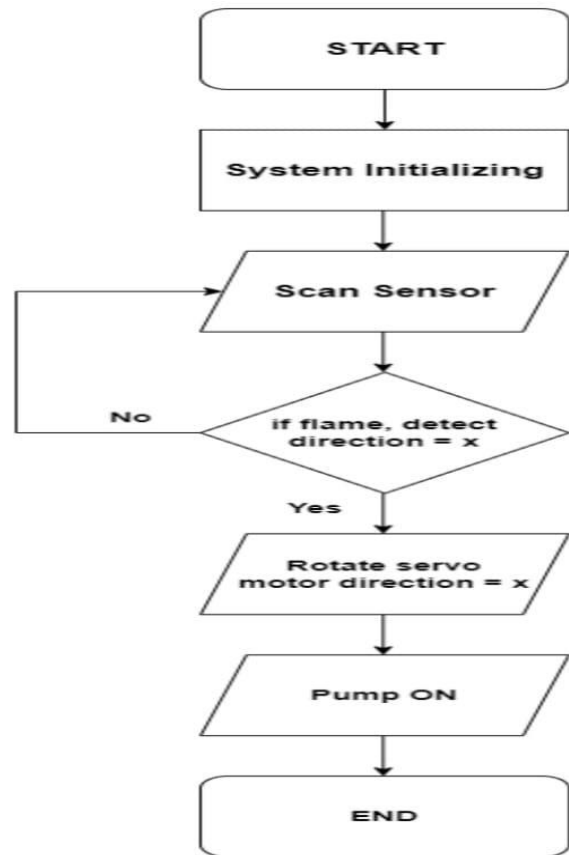 START
System Initializing
Scan Sensor
if flame, detect
direction = x
No
Yes
Rotate servo
motor direction = x
Pump ON
END